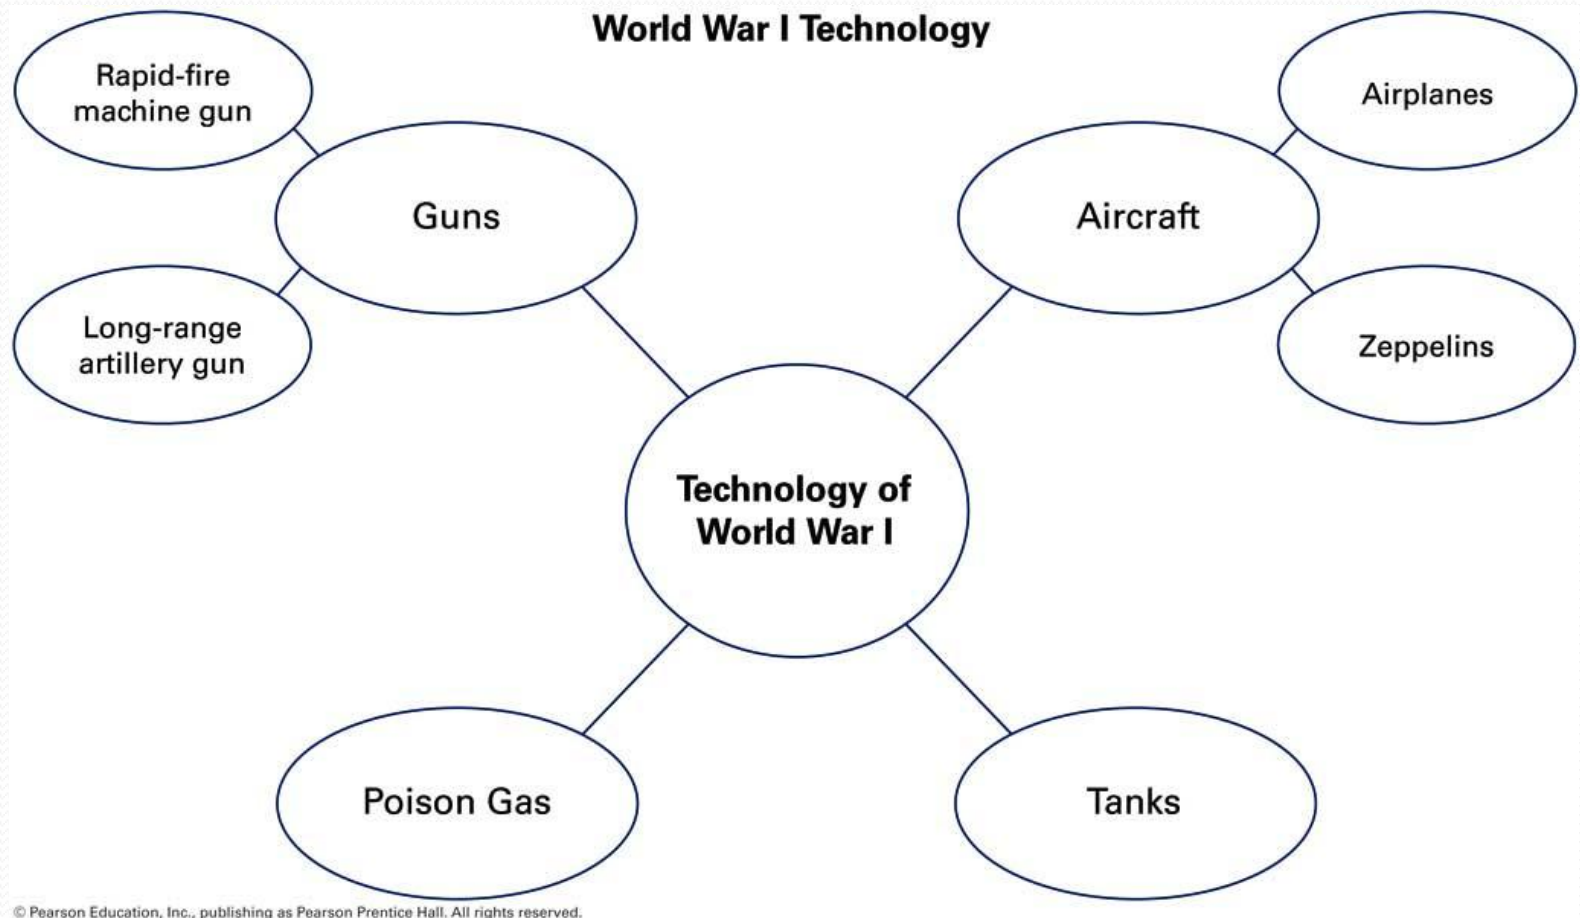 World War I Technology
Rapid-fire
machine gun
Airplanes
Guns
Aircraft
Long-range
artillery gun
Zeppelins
Technology of
World War I
Poison Gas
Tanks
© Pearson Education, Inc., publishing as Pearson Prentice Hall. All rights reserved.